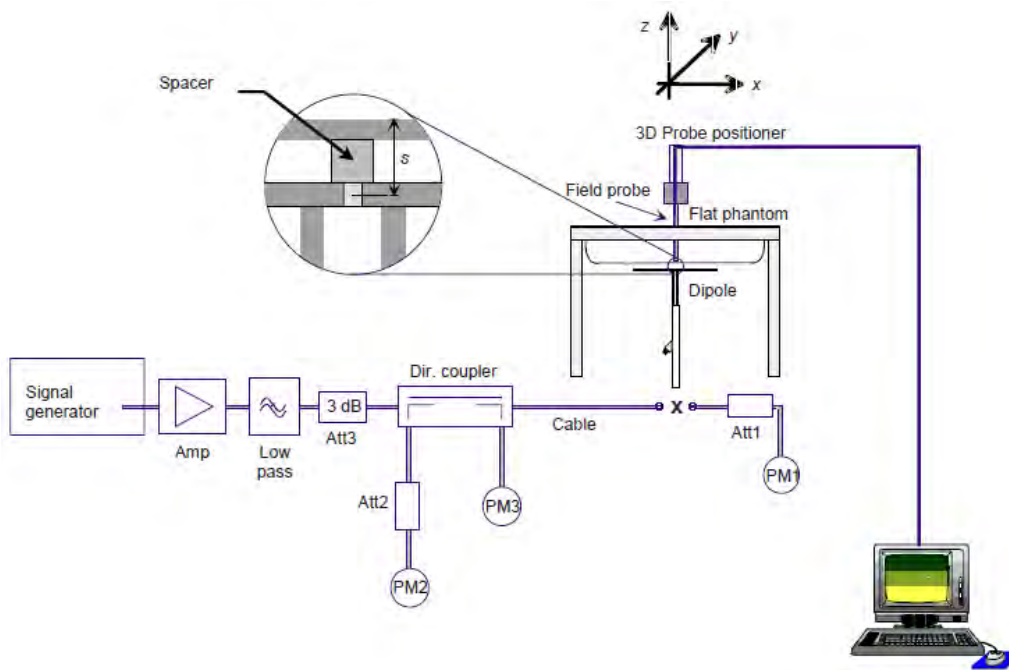 z
y
x
Spacer
s
3D Probe positioner
Field probe
Flat phantom
Dipole
Signal
generator
Amp
Low
pass
3 dB
Att3
Dir. coupler
Cable
X
Att1
PM1
Att2
PM3
PM2